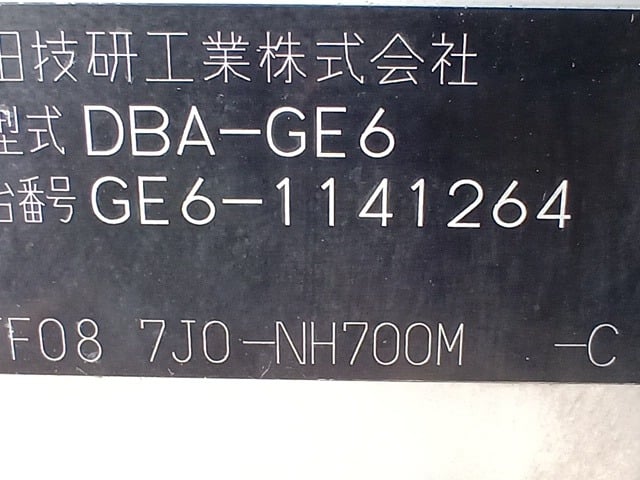 田技研工業株式会社
型式 DBA-GE6
台番号 GE6-1141264
F08 7J0-NH700M -C